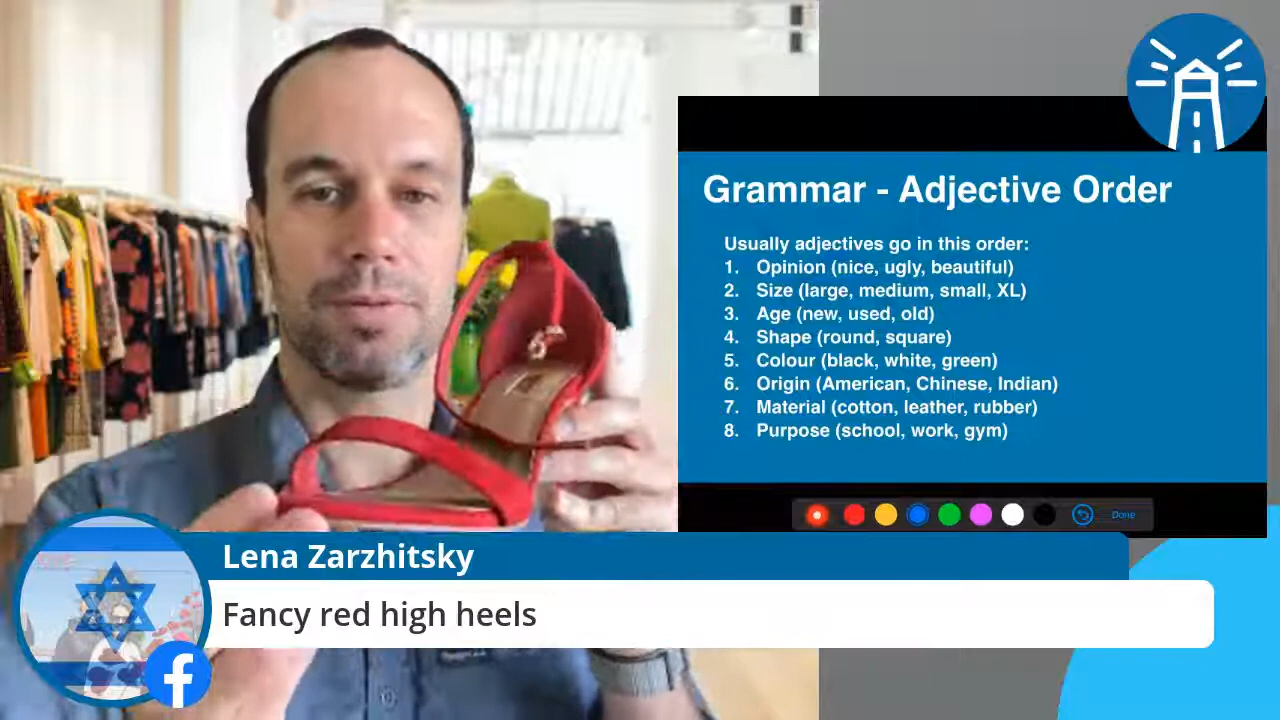 Grammar - Adjective Order
Usually adjectives go in this order:
1. Opinion (nice, ugly, beautiful)
2. Size (large, medium, small, XL)
3. Age (new, used, old)
4. Shape (round, square)
5. Colour (black, white, green)
6. Origin (American, Chinese, Indian)
7. Material (cotton, leather, rubber)
8. Purpose (school, work, gym)
Done
Lena Zarzhitsky
Fancy red high heels